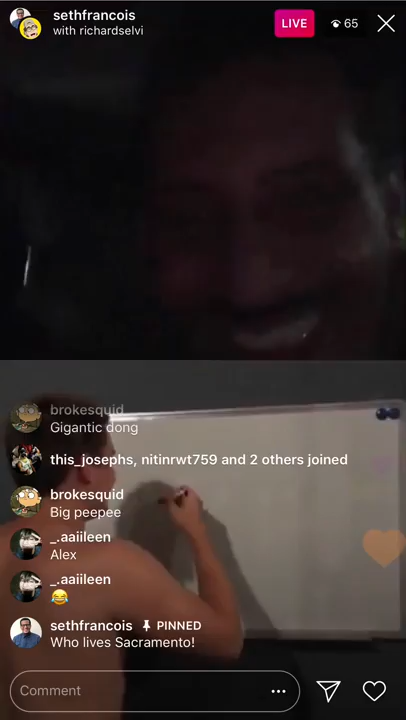 sethfrancois
with richardselvi
LIVE
65
brokesquid
Gigantic dong
this_josephs, nitinrwt759 and 2 others joined
brokesquid
Big peepee
_.aaiileen
Alex
_.aaiileen
😂
sethfrancois PINNED
Who lives Sacramento!
Comment